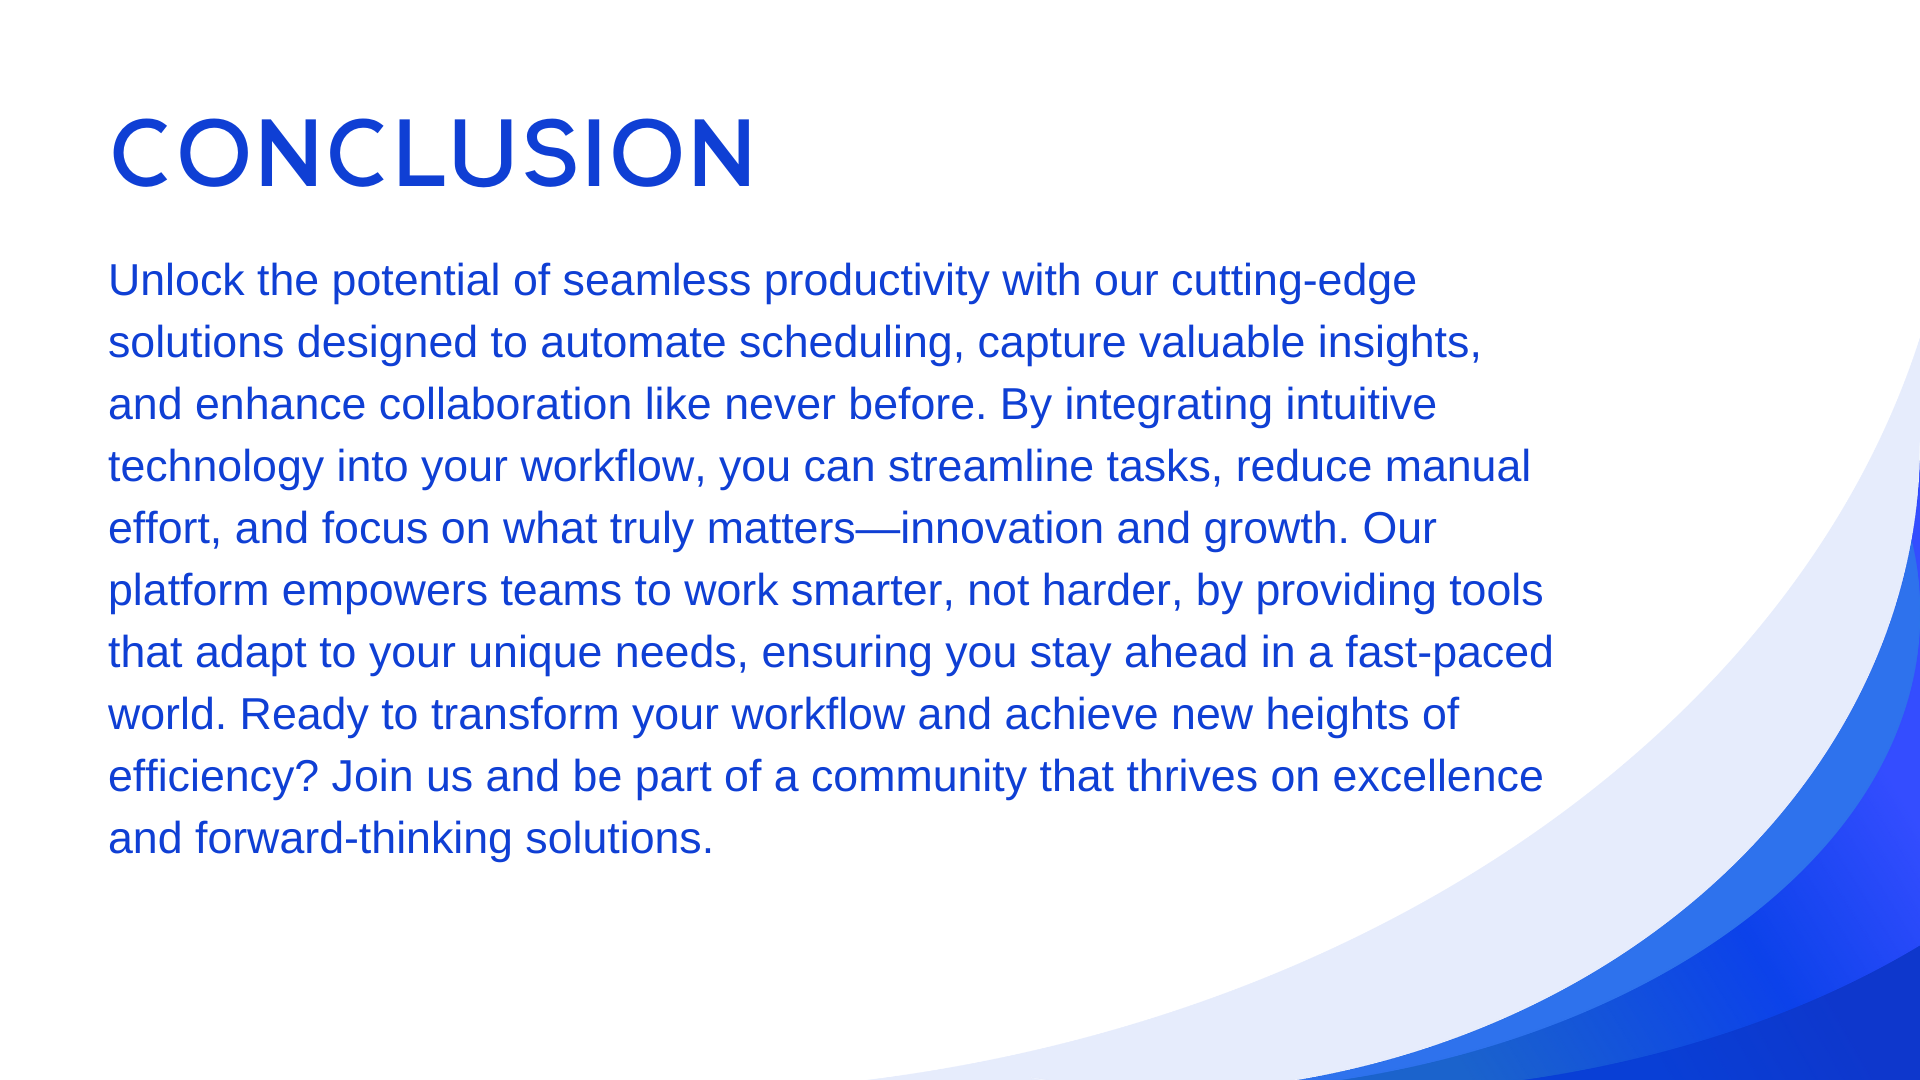 CONCLUSION
Unlock the potential of seamless productivity with our cutting-edge
solutions designed to automate scheduling, capture valuable insights,
and enhance collaboration like never before. By integrating intuitive
technology into your workflow, you can streamline tasks, reduce manual
effort, and focus on what truly matters—innovation and growth. Our
platform empowers teams to work smarter, not harder, by providing tools
that adapt to your unique needs, ensuring you stay ahead in a fast-paced
world. Ready to transform your workflow and achieve new heights of
efficiency? Join us and be part of a community that thrives on excellence
and forward-thinking solutions.